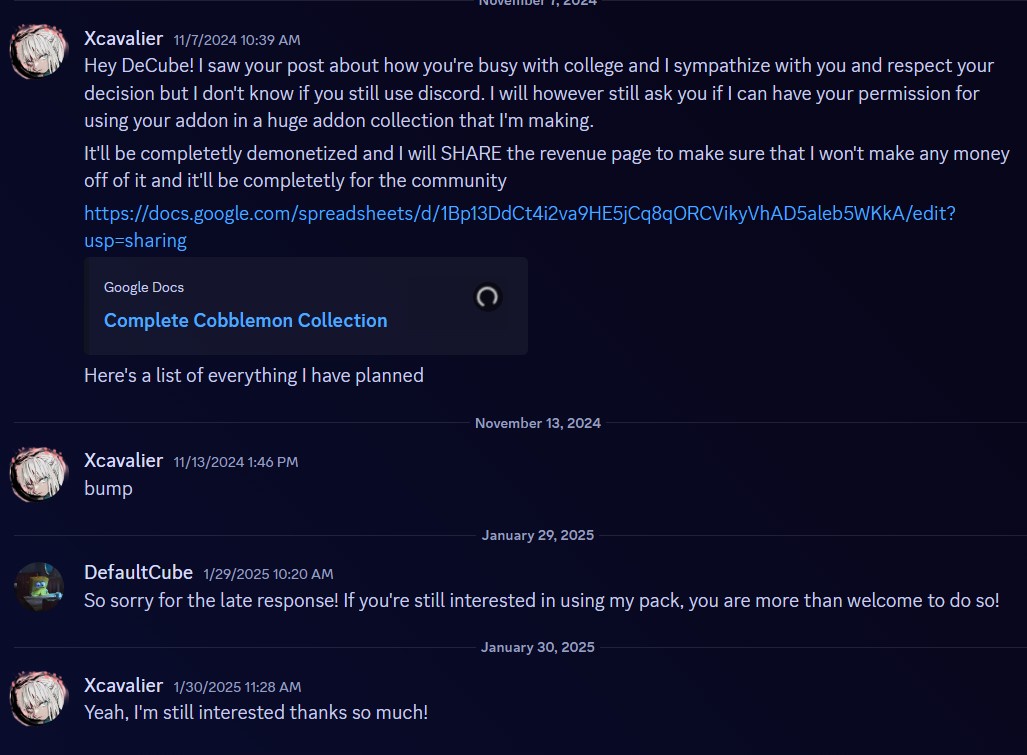 November 7, 2024
Xcavalier 11/7/2024 10:39 AM
Hey DeCube! I saw your post about how you're busy with college and I sympathize with you and respect your
decision but I don't know if you still use discord. I will however still ask you if I can have your permission for
using your addon in a huge addon collection that I'm making.
It'll be completetly demonetized and I will SHARE the revenue page to make sure that I won't make any money
off of it and it'll be completetly for the community
https://docs.google.com/spreadsheets/d/1Bp13DdCt4i2va9HE5jCq8qORCVikyVhAD5aleb5WKkA/edit?
usp=sharing
Google Docs
Complete Cobblemon Collection
Here's a list of everything I have planned
November 13, 2024
Xcavalier 11/13/2024 1:46 PM
bump
January 29, 2025
DefaultCube 1/29/2025 10:20 AM
So sorry for the late response! If you're still interested in using my pack, you are more than welcome to do so!
January 30, 2025
Xcavalier 1/30/2025 11:28 AM
Yeah, I'm still interested thanks so much!